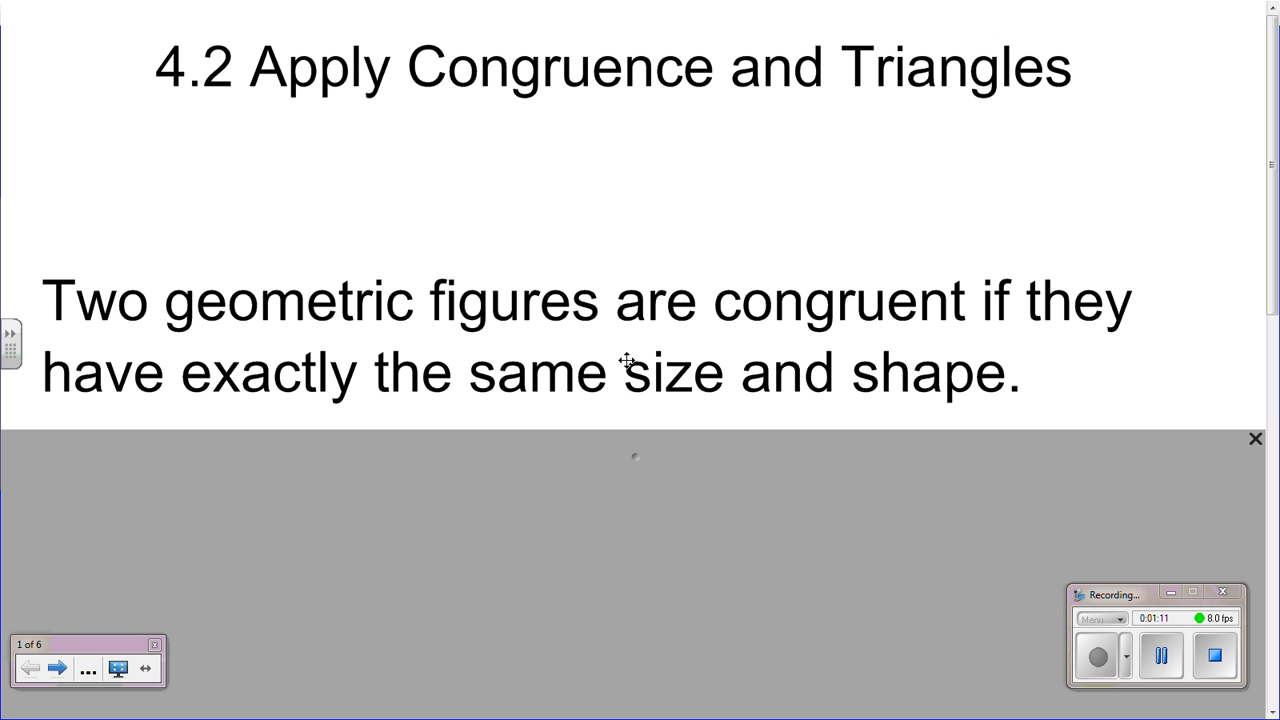 4.2 Apply Congruence and Triangles
Two geometric figures are congruent if they
have exactly the same size and shape.
Recording...
Menu
0:01:11
8.0 fps
1 of 6
...